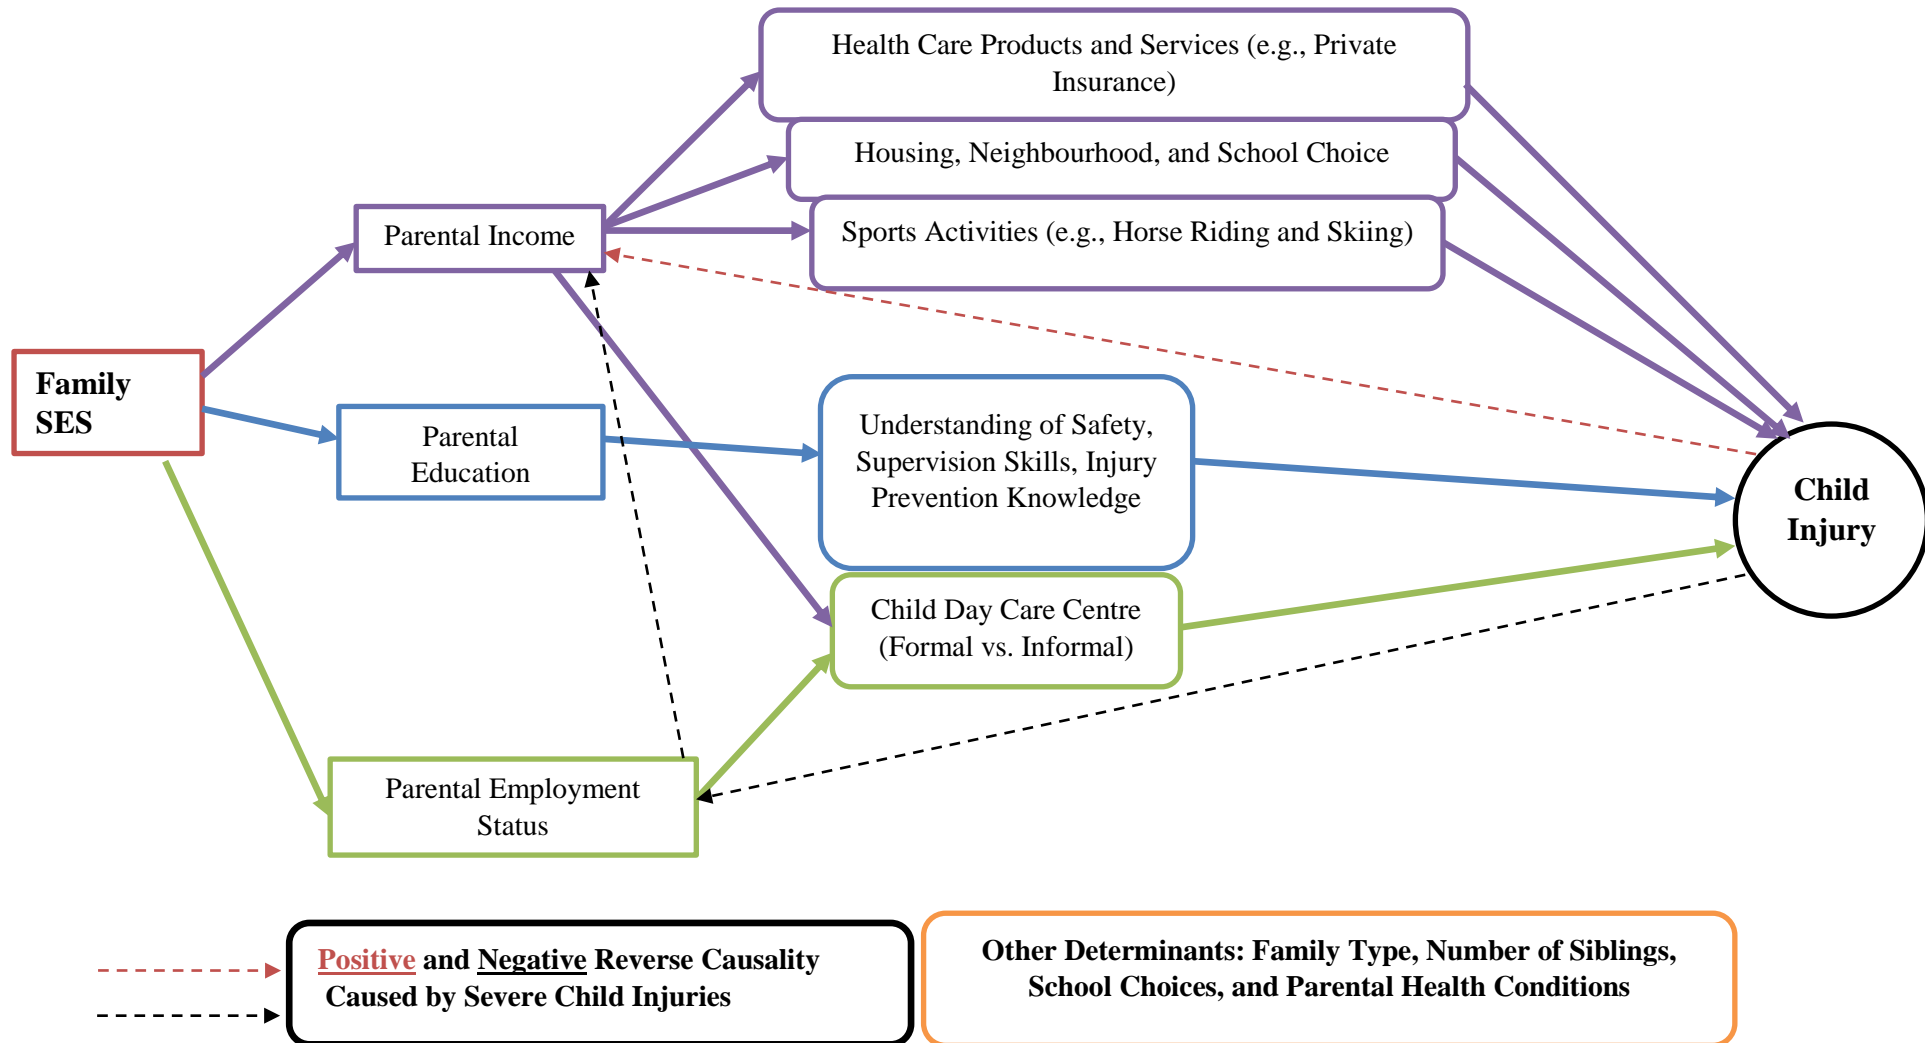 Health Care Products and Services (e.g., Private
Insurance)
Housing, Neighbourhood, and School Choice
Sports Activities (e.g., Horse Riding and Skiing)
Parental Income
Family
SES
Parental
Education
Understanding of Safety,
Supervision Skills, Injury
Prevention Knowledge
Child
Injury
Child Day Care Centre
(Formal vs. Informal)
Parental Employment
Status
Positive and Negative Reverse Causality
Caused by Severe Child Injuries
Other Determinants: Family Type, Number of Siblings,
School Choices, and Parental Health Conditions